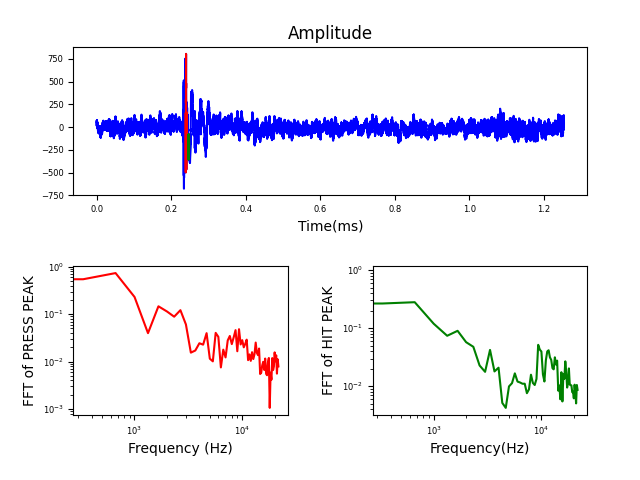 Amplitude
750
500
250
0
−250
−500
−750
0.0 0.2 0.4 0.6 0.8 1.0 1.2
Time(ms)
FFT of PRESS PEAK
10⁰
10⁻¹
10⁻²
10⁻³
10³ 10⁴
Frequency (Hz)
FFT of HIT PEAK
10⁰
10⁻¹
10⁻²
10³ 10⁴
Frequency(Hz)